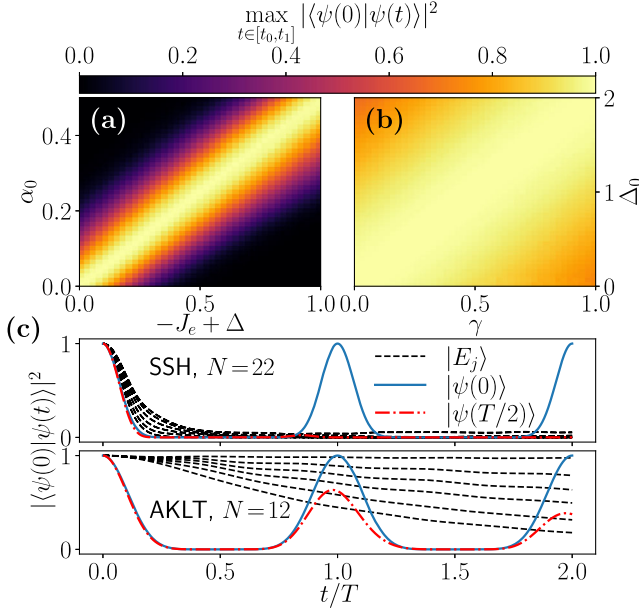 max |⟨ψ(0)|ψ(t)⟩|²
t∈[t₀,t₁]
0.0 0.2 0.4 0.6 0.8 1.0
(a) (b)
α₀
0.4
0.2
0.0
2
1
0
Δ₀
0.0 0.5 1.0
0.0 0.5 1.0
−Jₑ + Δ
γ
(c)
|⟨ψ(0)|ψ(t)⟩|²
1
0
SSH, N=22
|Eⱼ⟩
|ψ(0)⟩
|ψ(T/2)⟩
1
0
AKLT, N=12
0.0 0.5 1.0 1.5 2.0
t/T